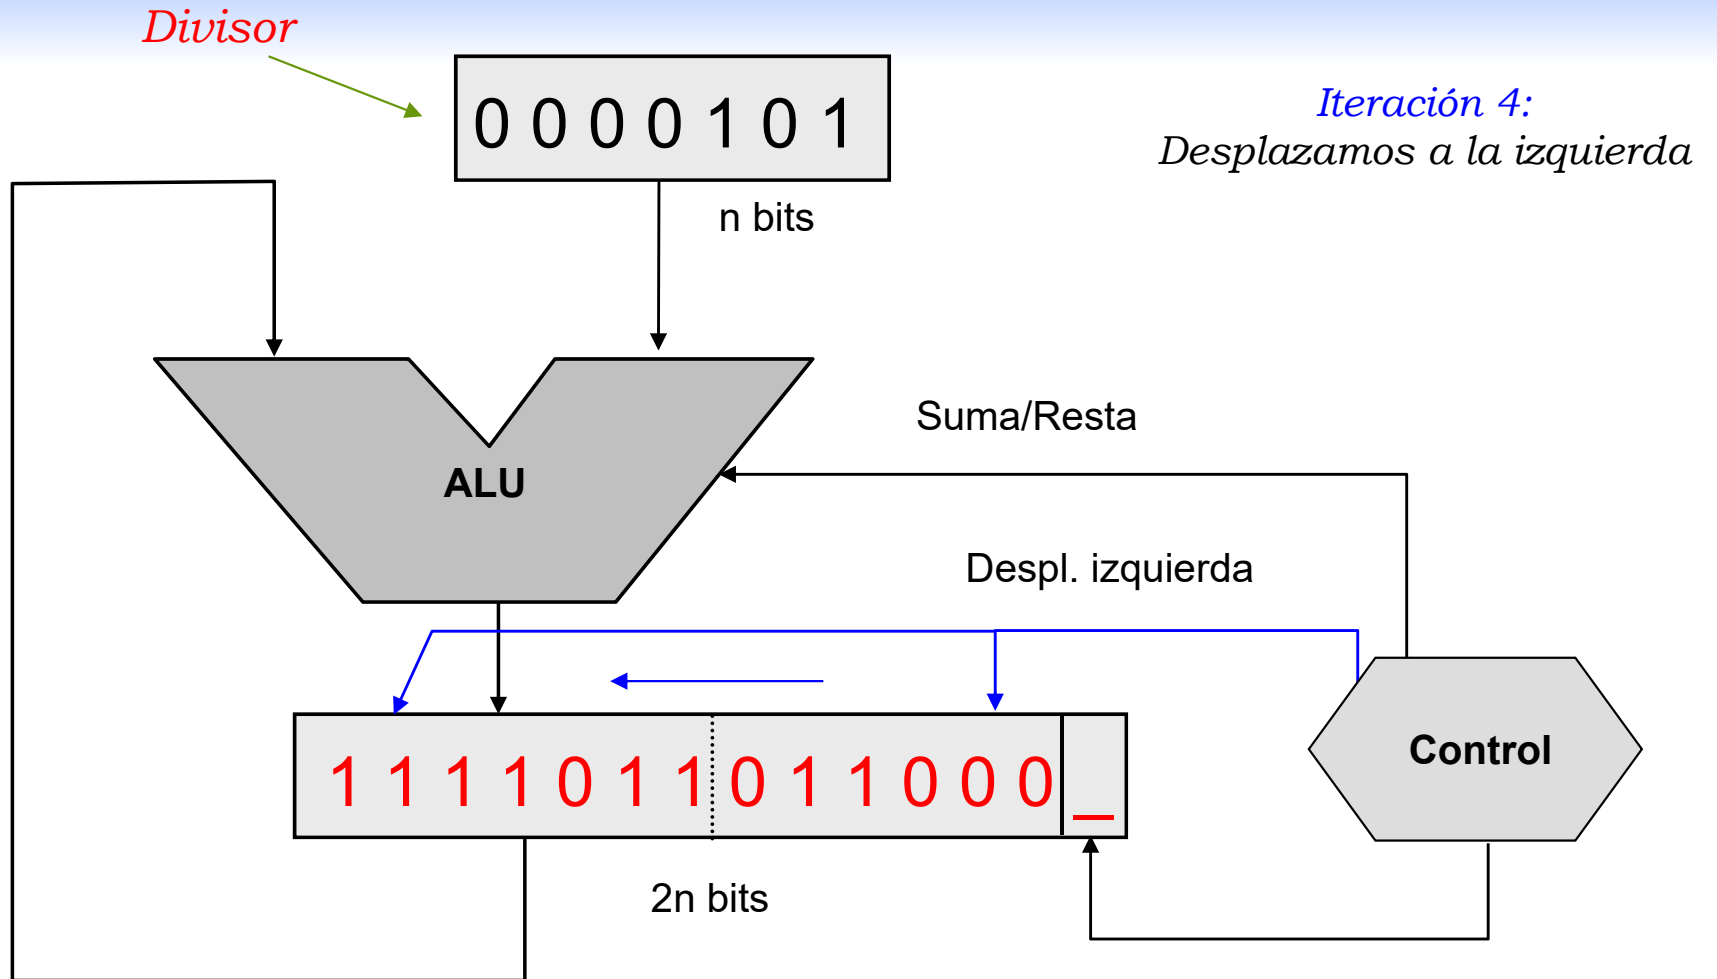 Divisor
0 0 0 0 1 0 1
Iteración 4:
Desplazamos a la izquierda
n bits
Suma/Resta
ALU
Despl. izquierda
Control
1 1 1 1 0 1 1 0 1 1 0 0 0 _
2n bits